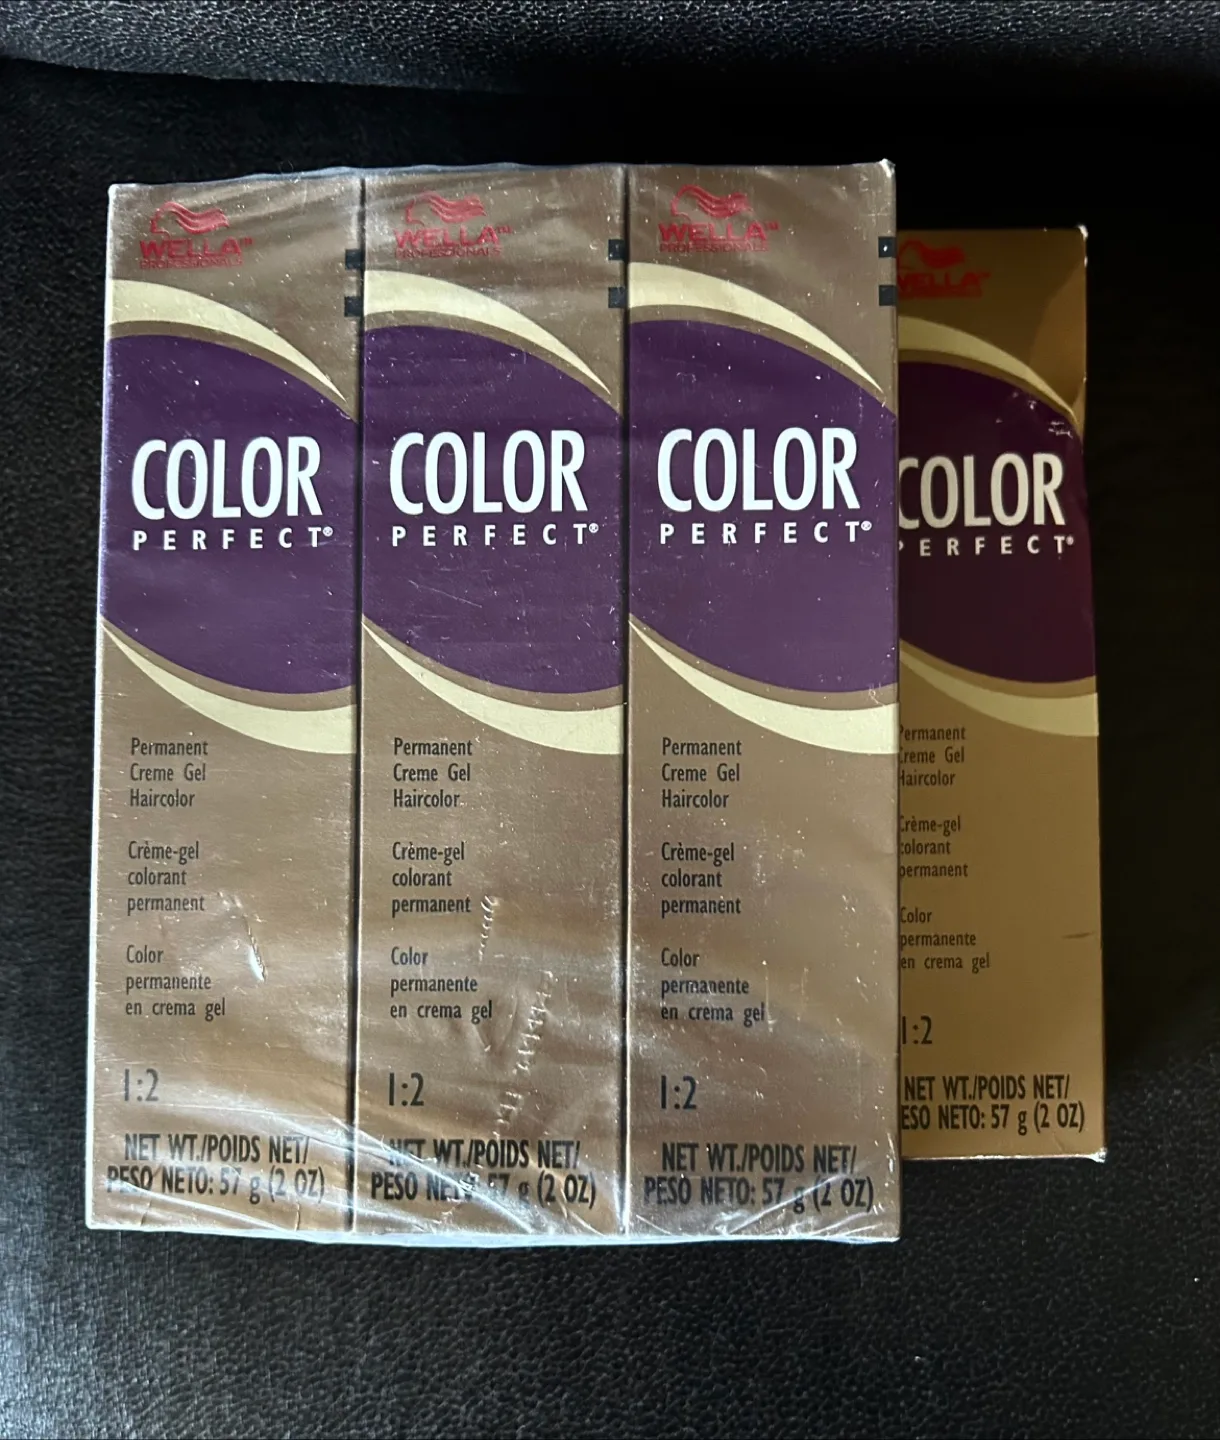 WELLA™
PROFESSIONALS
COLOR
PERFECT®
Permanent
Creme Gel
Haircolor
Crème-gel
colorant
permanent
Color
permanente
en crema gel
1:2
NET WT./POIDS NET/
PESO NETO: 57 g (2 OZ)
WELLA™
PROFESSIONALS
COLOR
PERFECT®
Permanent
Creme Gel
Haircolor
Crème-gel
colorant
permanent
Color
permanente
en crema gel
1:2
NET WT./POIDS NET/
PESO NETO: 57 g (2 OZ)
WELLA™
PROFESSIONALS
COLOR
PERFECT®
Permanent
Creme Gel
Haircolor
Crème-gel
colorant
permanent
Color
permanente
en crema gel
1:2
NET WT./POIDS NET/
PESO NETO: 57 g (2 OZ)
WELLA™
COLOR
PERFECT®
Permanent
Creme Gel
Haircolor
Crème-gel
colorant
permanent
Color
permanente
en crema gel
1:2
NET WT./POIDS NET/
ESO NETO: 57 g (2 OZ)